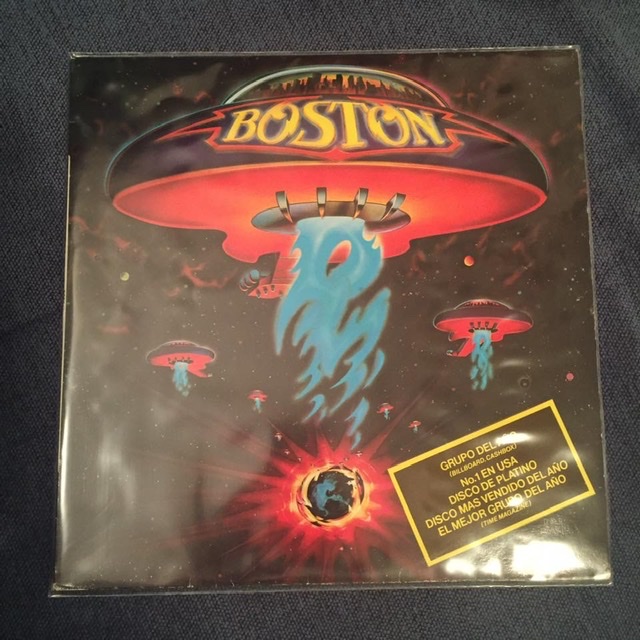 BOSTON
GRUPO DEL AÑO
(BILLBOARD, CASHBOX)
No. 1 EN USA
DISCO DE PLATINO
DISCO MAS VENDIDO DEL AÑO
EL MEJOR GRUPO DEL AÑO
(TIME MAGAZINE)